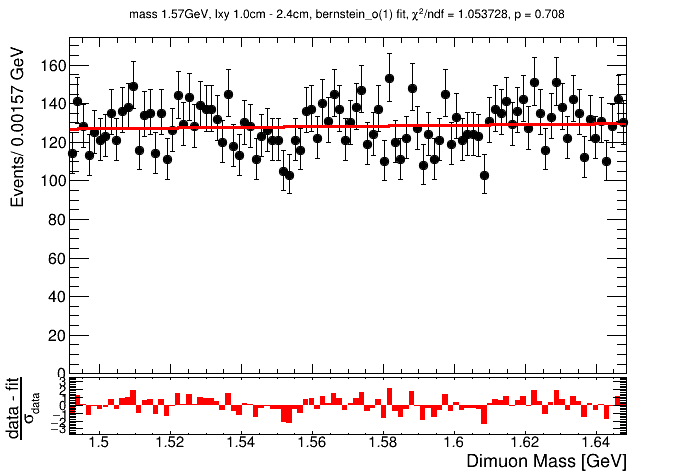 mass 1.57GeV, lxy 1.0cm - 2.4cm, bernstein_o(1) fit, χ²/ndf = 1.053728, p = 0.708
Events/ 0.00157 GeV
160
140
120
100
80
60
40
20
0
data - fit
σdata
3
2
1
0
−1
−2
−3
1.5 1.52 1.54 1.56 1.58 1.6 1.62 1.64
Dimuon Mass [GeV]